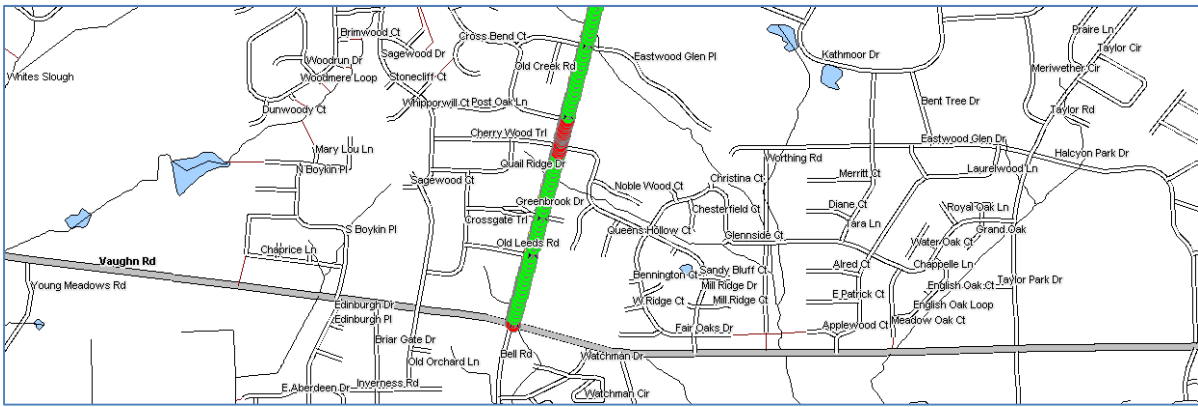 Brimwood Ct
Cross Bend Ct
Prairie Ln
Sagewood Dr
Taylor Cir
Woodrun Dr
Eastwood Glen Pl
Kathmoor Dr
Old Creek Rd
Meriwether Cir
Whites Slough
Woodmere Loop
Stonecliff Ct
Whipporwill Ct
Post Oak Ln
Bent Tree Dr
Dunwoody Ct
Taylor Rd
Cherry Wood Trl
Eastwood Glen Dr
Mary Lou Ln
Halcyon Park Dr
Worthing Rd
Quail Ridge Dr
N Boykin Pl
Laurelwood Ln
Merritt Ct
Sagewood Ct
Christina Ct
Noble Wood Ct
Greenbrook Dr
Diane Ct
Royal Oak Ln
Chesterfield Ct
Crossgate Trl
Tara Ln
Grand Oak
S Boykin Pl
Queens Hollow Ct
Glennside Ct
Water Oak Ct
Old Leeds Rd
Chaprice Ln
Vaughn Rd
Alred Ct
Chappelle Ln
Sandy Bluff Ct
Bennington Ct
Taylor Park Dr
Young Meadows Rd
Mill Ridge Dr
English Oak Ct
E Patrick Ct
W Ridge Ct
Mill Ridge Ct
Edinburgh Dr
English Oak Loop
Edinburgh Pl
Meadow Oak Ct
Fair Oaks Dr
Applewood Ct
Briar Gate Dr
Bell Rd
Watchman Dr
Old Orchard Ln
Inverness Rd
E Aberdeen Dr
Watchman Cir